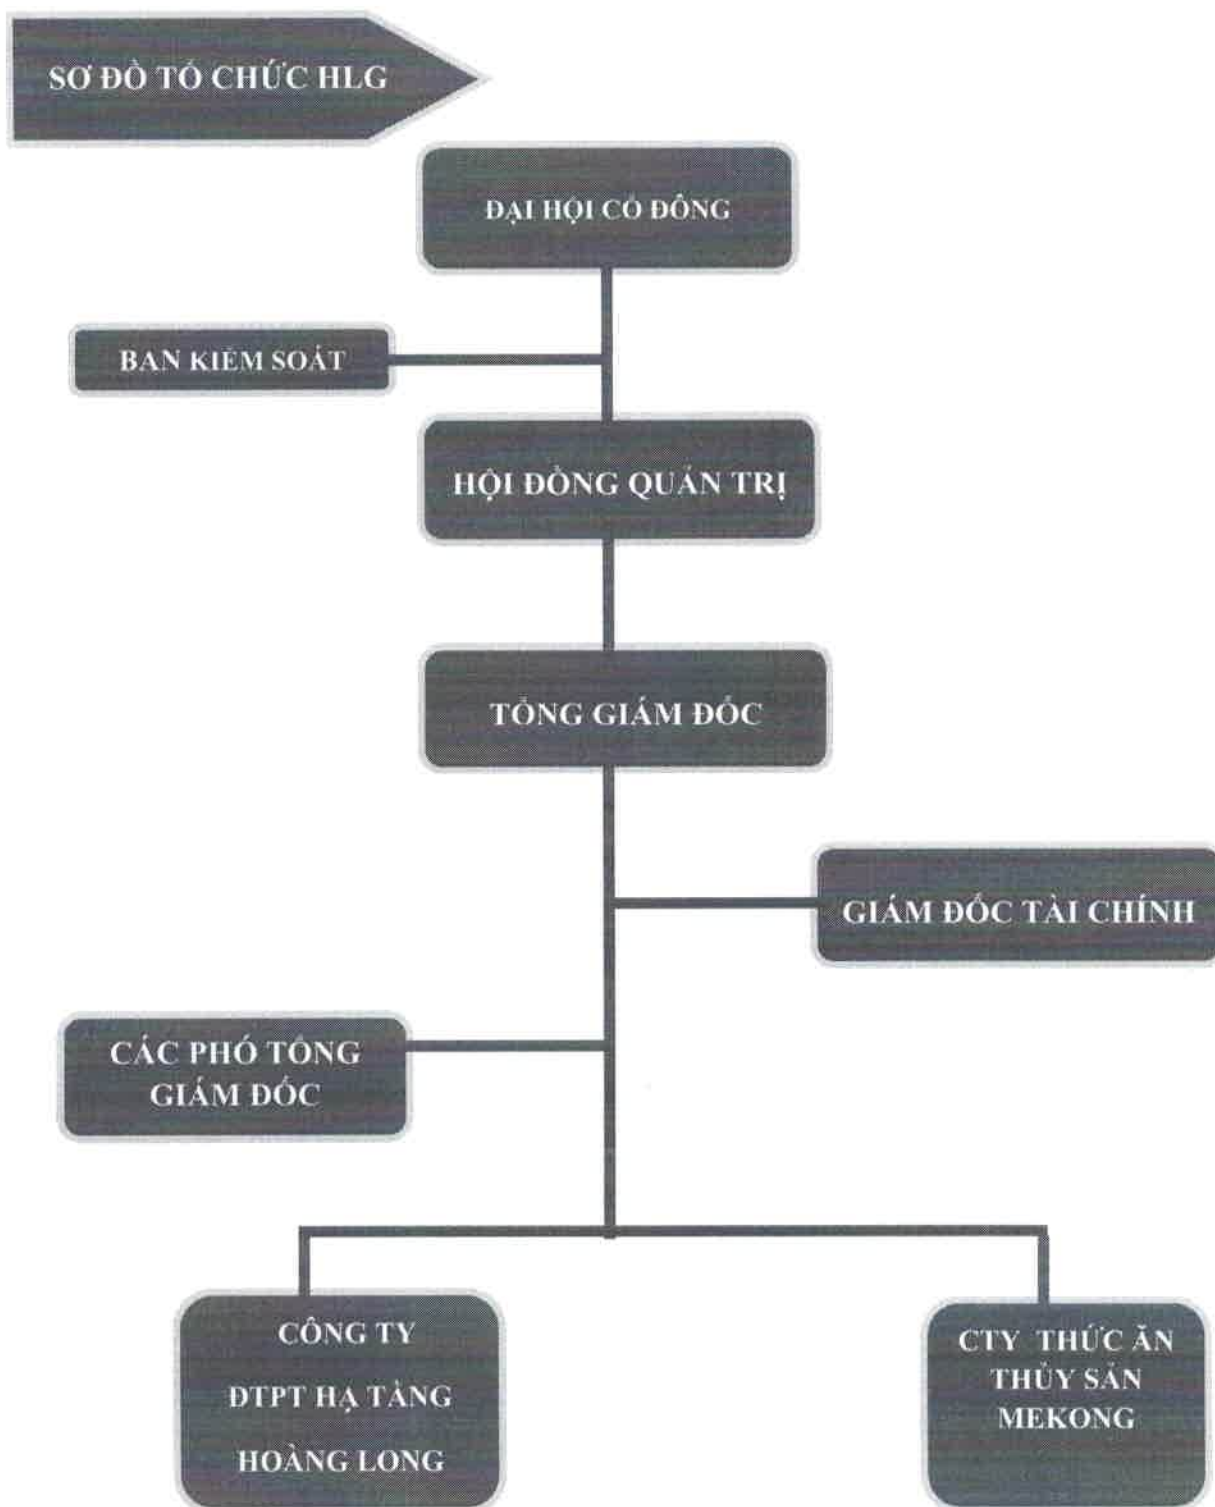 SƠ ĐỒ TỔ CHỨC HLG
ĐẠI HỘI CỔ ĐÔNG
BAN KIỂM SOÁT
HỘI ĐỒNG QUẢN TRỊ
TỔNG GIÁM ĐỐC
GIÁM ĐỐC TÀI CHÍNH
CÁC PHÓ TỔNG
GIÁM ĐỐC
CÔNG TY
ĐTPT HẠ TẦNG
HOÀNG LONG
CTY THỨC ĂN
THỦY SẢN
MEKONG